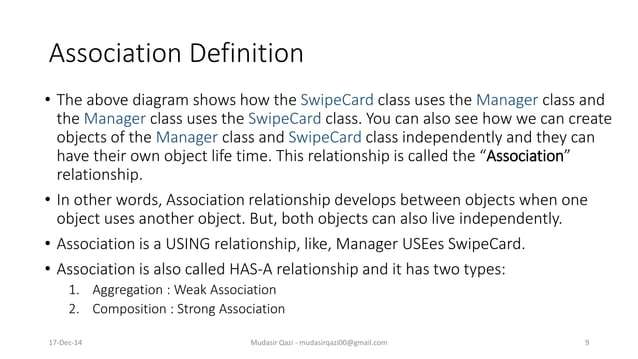 Association Definition
• The above diagram shows how the SwipeCard class uses the Manager class and
the Manager class uses the SwipeCard class. You can also see how we can create
objects of the Manager class and SwipeCard class independently and they can
have their own object life time. This relationship is called the “Association”
relationship.
• In other words, Association relationship develops between objects when one
object uses another object. But, both objects can also live independently.
• Association is a USING relationship, like, Manager USEes SwipeCard.
• Association is also called HAS-A relationship and it has two types:
1. Aggregation : Weak Association
2. Composition : Strong Association
17-Dec-14 Mudasir Qazi - mudasirqazi00@gmail.com 9